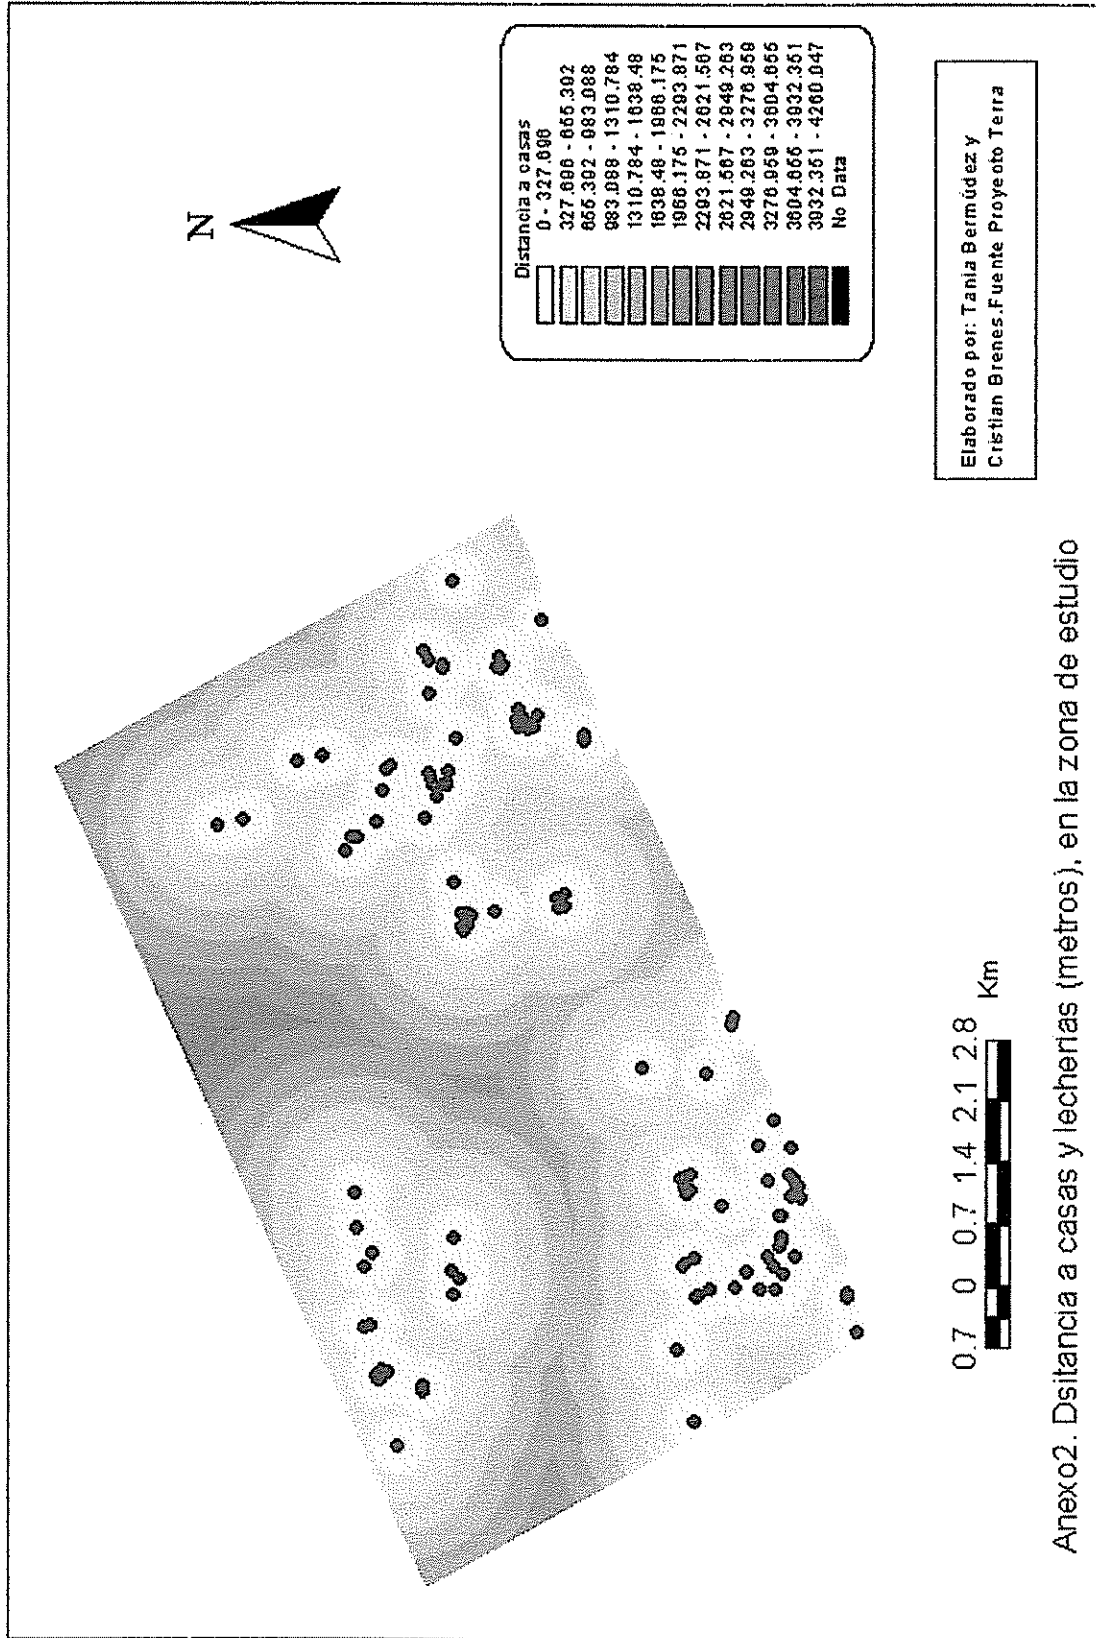 N
Distancia a casas
0 - 327.696
327.696 - 655.392
655.392 - 983.088
983.088 - 1310.784
1310.784 - 1638.48
1638.48 - 1966.175
1966.175 - 2293.871
2293.871 - 2621.567
2621.567 - 2949.263
2949.263 - 3276.959
3276.959 - 3604.655
3604.655 - 3932.351
3932.351 - 4260.047
No Data
Elaborado por: Tania Bermúdez y
Cristian Brenes.Fuente Proyecto Terra
0.7 0 0.7 1.4 2.1 2.8 Km
Anexo2. Dsitancia a casas y lecherias (metros), en la zona de estudio